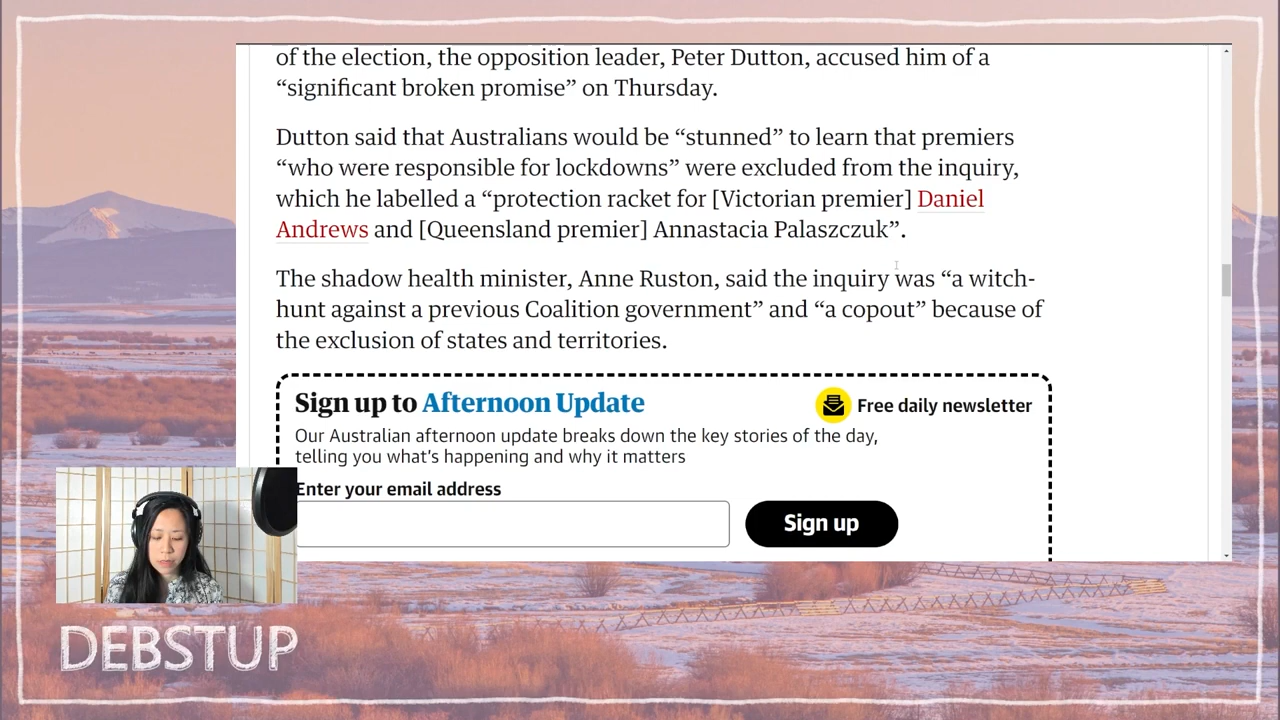 of the election, the opposition leader, Peter Dutton, accused him of a
“significant broken promise” on Thursday.
Dutton said that Australians would be “stunned” to learn that premiers
“who were responsible for lockdowns” were excluded from the inquiry,
which he labelled a “protection racket for [Victorian premier] Daniel
Andrews and [Queensland premier] Annastacia Palaszczuk”.
The shadow health minister, Anne Ruston, said the inquiry was “a witch-
hunt against a previous Coalition government” and “a copout” because of
the exclusion of states and territories.
Sign up to Afternoon Update
Free daily newsletter
Our Australian afternoon update breaks down the key stories of the day,
telling you what’s happening and why it matters
Enter your email address
Sign up
DEBSTUP